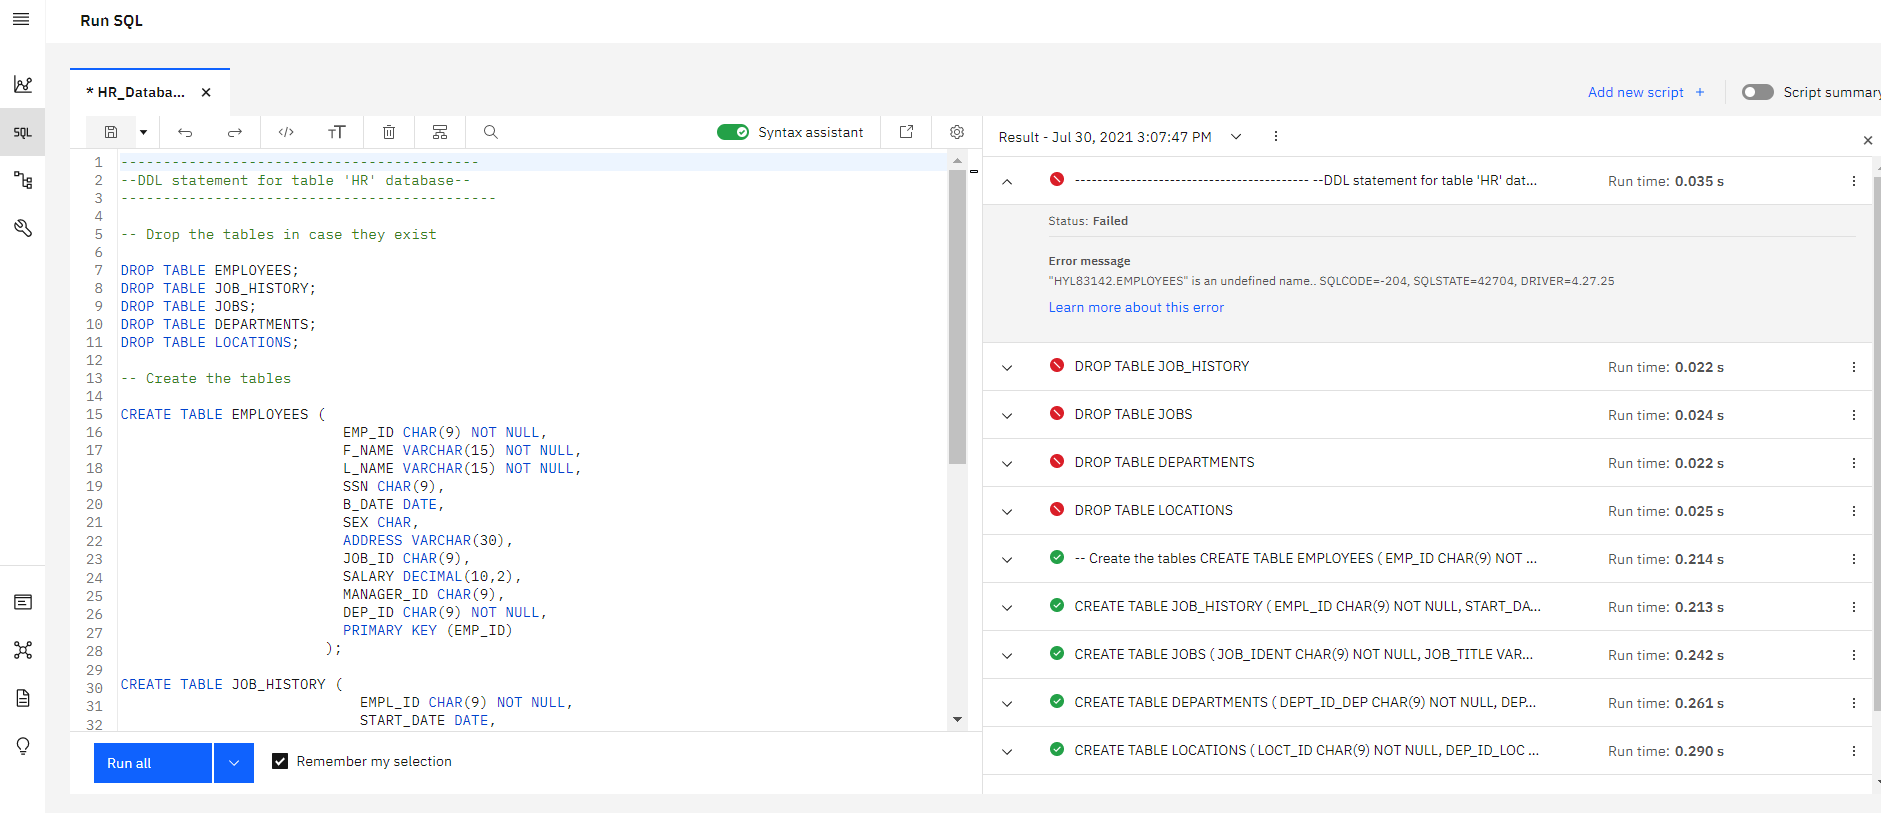 Run SQL
* HR_Databa...
Add new script +
Script summary
SQL
Syntax assistant
1 ------------------------------------------
2 --DDL statement for table 'HR' database--
3 --------------------------------------------
4
5 -- Drop the tables in case they exist
6
7 DROP TABLE EMPLOYEES;
8 DROP TABLE JOB_HISTORY;
9 DROP TABLE JOBS;
10 DROP TABLE DEPARTMENTS;
11 DROP TABLE LOCATIONS;
12
13 -- Create the tables
14
15 CREATE TABLE EMPLOYEES (
16 EMP_ID CHAR(9) NOT NULL,
17 F_NAME VARCHAR(15) NOT NULL,
18 L_NAME VARCHAR(15) NOT NULL,
19 SSN CHAR(9),
20 B_DATE DATE,
21 SEX CHAR,
22 ADDRESS VARCHAR(30),
23 JOB_ID CHAR(9),
24 SALARY DECIMAL(10,2),
25 MANAGER_ID CHAR(9),
26 DEP_ID CHAR(9) NOT NULL,
27 PRIMARY KEY (EMP_ID)
28 );
29
30 CREATE TABLE JOB_HISTORY (
31 EMPL_ID CHAR(9) NOT NULL,
32 START_DATE DATE,
Run all
Remember my selection
Result - Jul 30, 2021 3:07:47 PM
------------------------------------------ --DDL statement for table 'HR' dat... Run time: 0.035 s
Status: Failed
Error message
"HYL83142.EMPLOYEES" is an undefined name.. SQLCODE=-204, SQLSTATE=42704, DRIVER=4.27.25
Learn more about this error
DROP TABLE JOB_HISTORY Run time: 0.022 s
DROP TABLE JOBS Run time: 0.024 s
DROP TABLE DEPARTMENTS Run time: 0.022 s
DROP TABLE LOCATIONS Run time: 0.025 s
-- Create the tables CREATE TABLE EMPLOYEES ( EMP_ID CHAR(9) NOT ... Run time: 0.214 s
CREATE TABLE JOB_HISTORY ( EMPL_ID CHAR(9) NOT NULL, START_DA... Run time: 0.213 s
CREATE TABLE JOBS ( JOB_IDENT CHAR(9) NOT NULL, JOB_TITLE VAR... Run time: 0.242 s
CREATE TABLE DEPARTMENTS ( DEPT_ID_DEP CHAR(9) NOT NULL, DEP... Run time: 0.261 s
CREATE TABLE LOCATIONS ( LOCT_ID CHAR(9) NOT NULL, DEP_ID_LOC ... Run time: 0.290 s